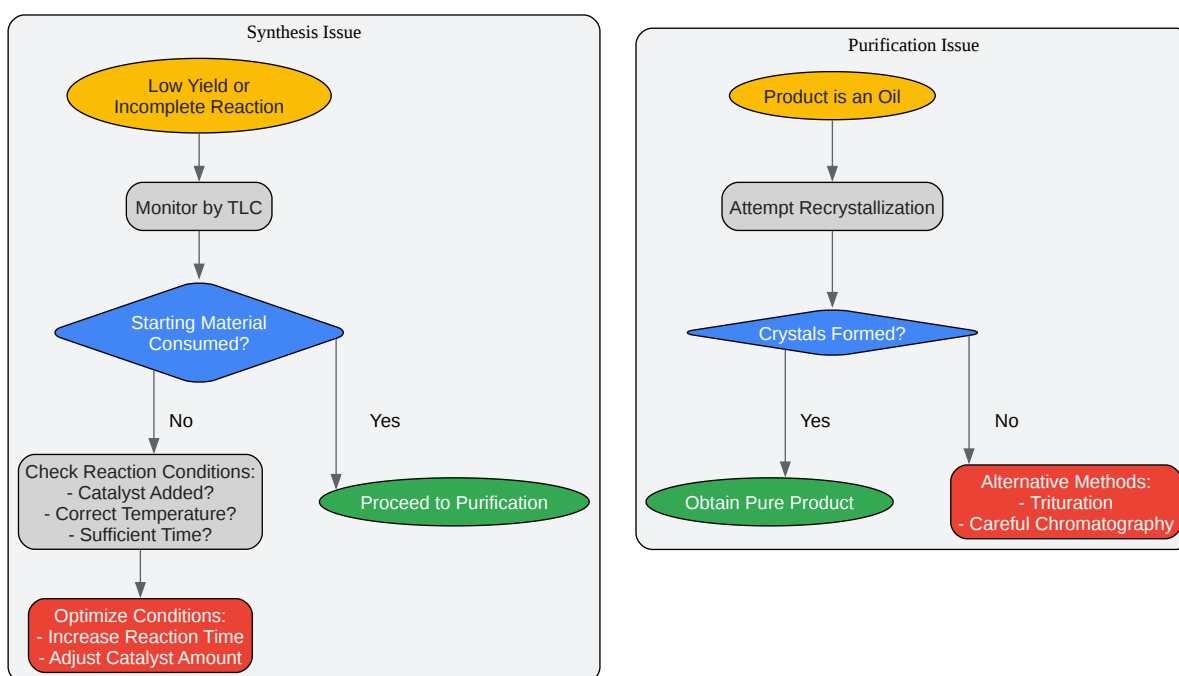 Synthesis Issue
Low Yield or
Incomplete Reaction
Monitor by TLC
Starting Material
Consumed?
No
Yes
Check Reaction Conditions:
- Catalyst Added?
- Correct Temperature?
- Sufficient Time?
Proceed to Purification
Optimize Conditions:
- Increase Reaction Time
- Adjust Catalyst Amount
Purification Issue
Product is an Oil
Attempt Recrystallization
Crystals Formed?
Yes
No
Obtain Pure Product
Alternative Methods:
- Trituration
- Careful Chromatography